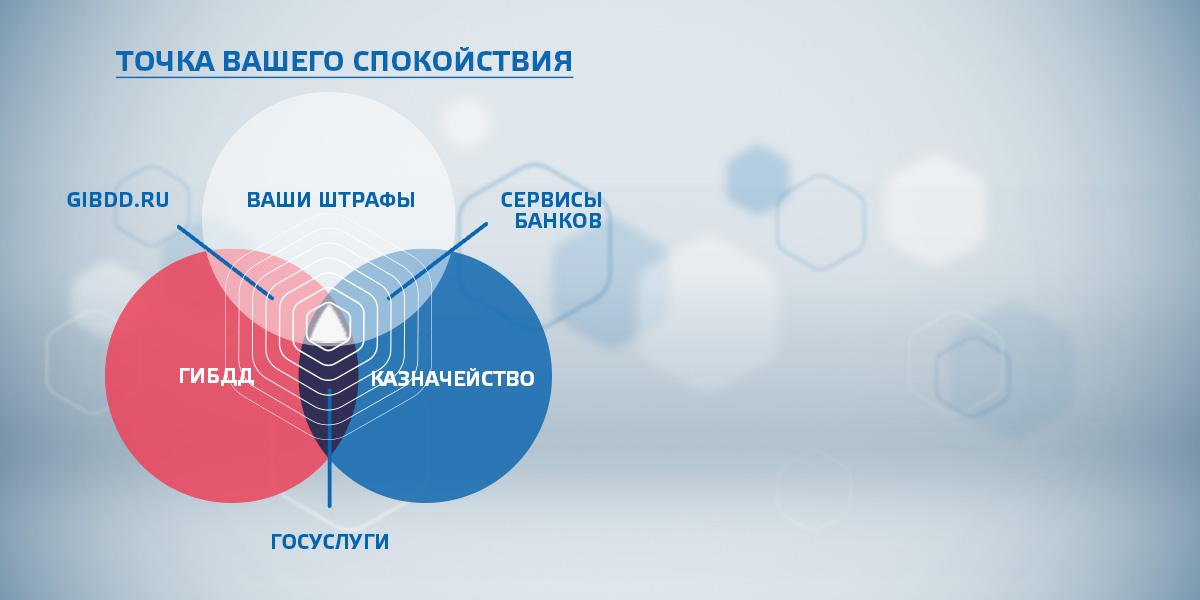 ТОЧКА ВАШЕГО СПОКОЙСТВИЯ
GIBDD.RU
ВАШИ ШТРАФЫ
СЕРВИСЫ
БАНКОВ
ГИБДД
КАЗНАЧЕЙСТВО
ГОСУСЛУГИ